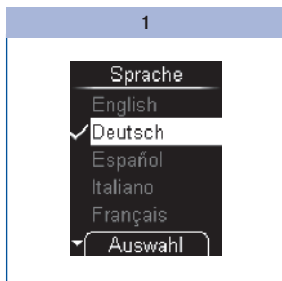 1
Sprache
English
Deutsch
Español
Italiano
Français
Auswahl